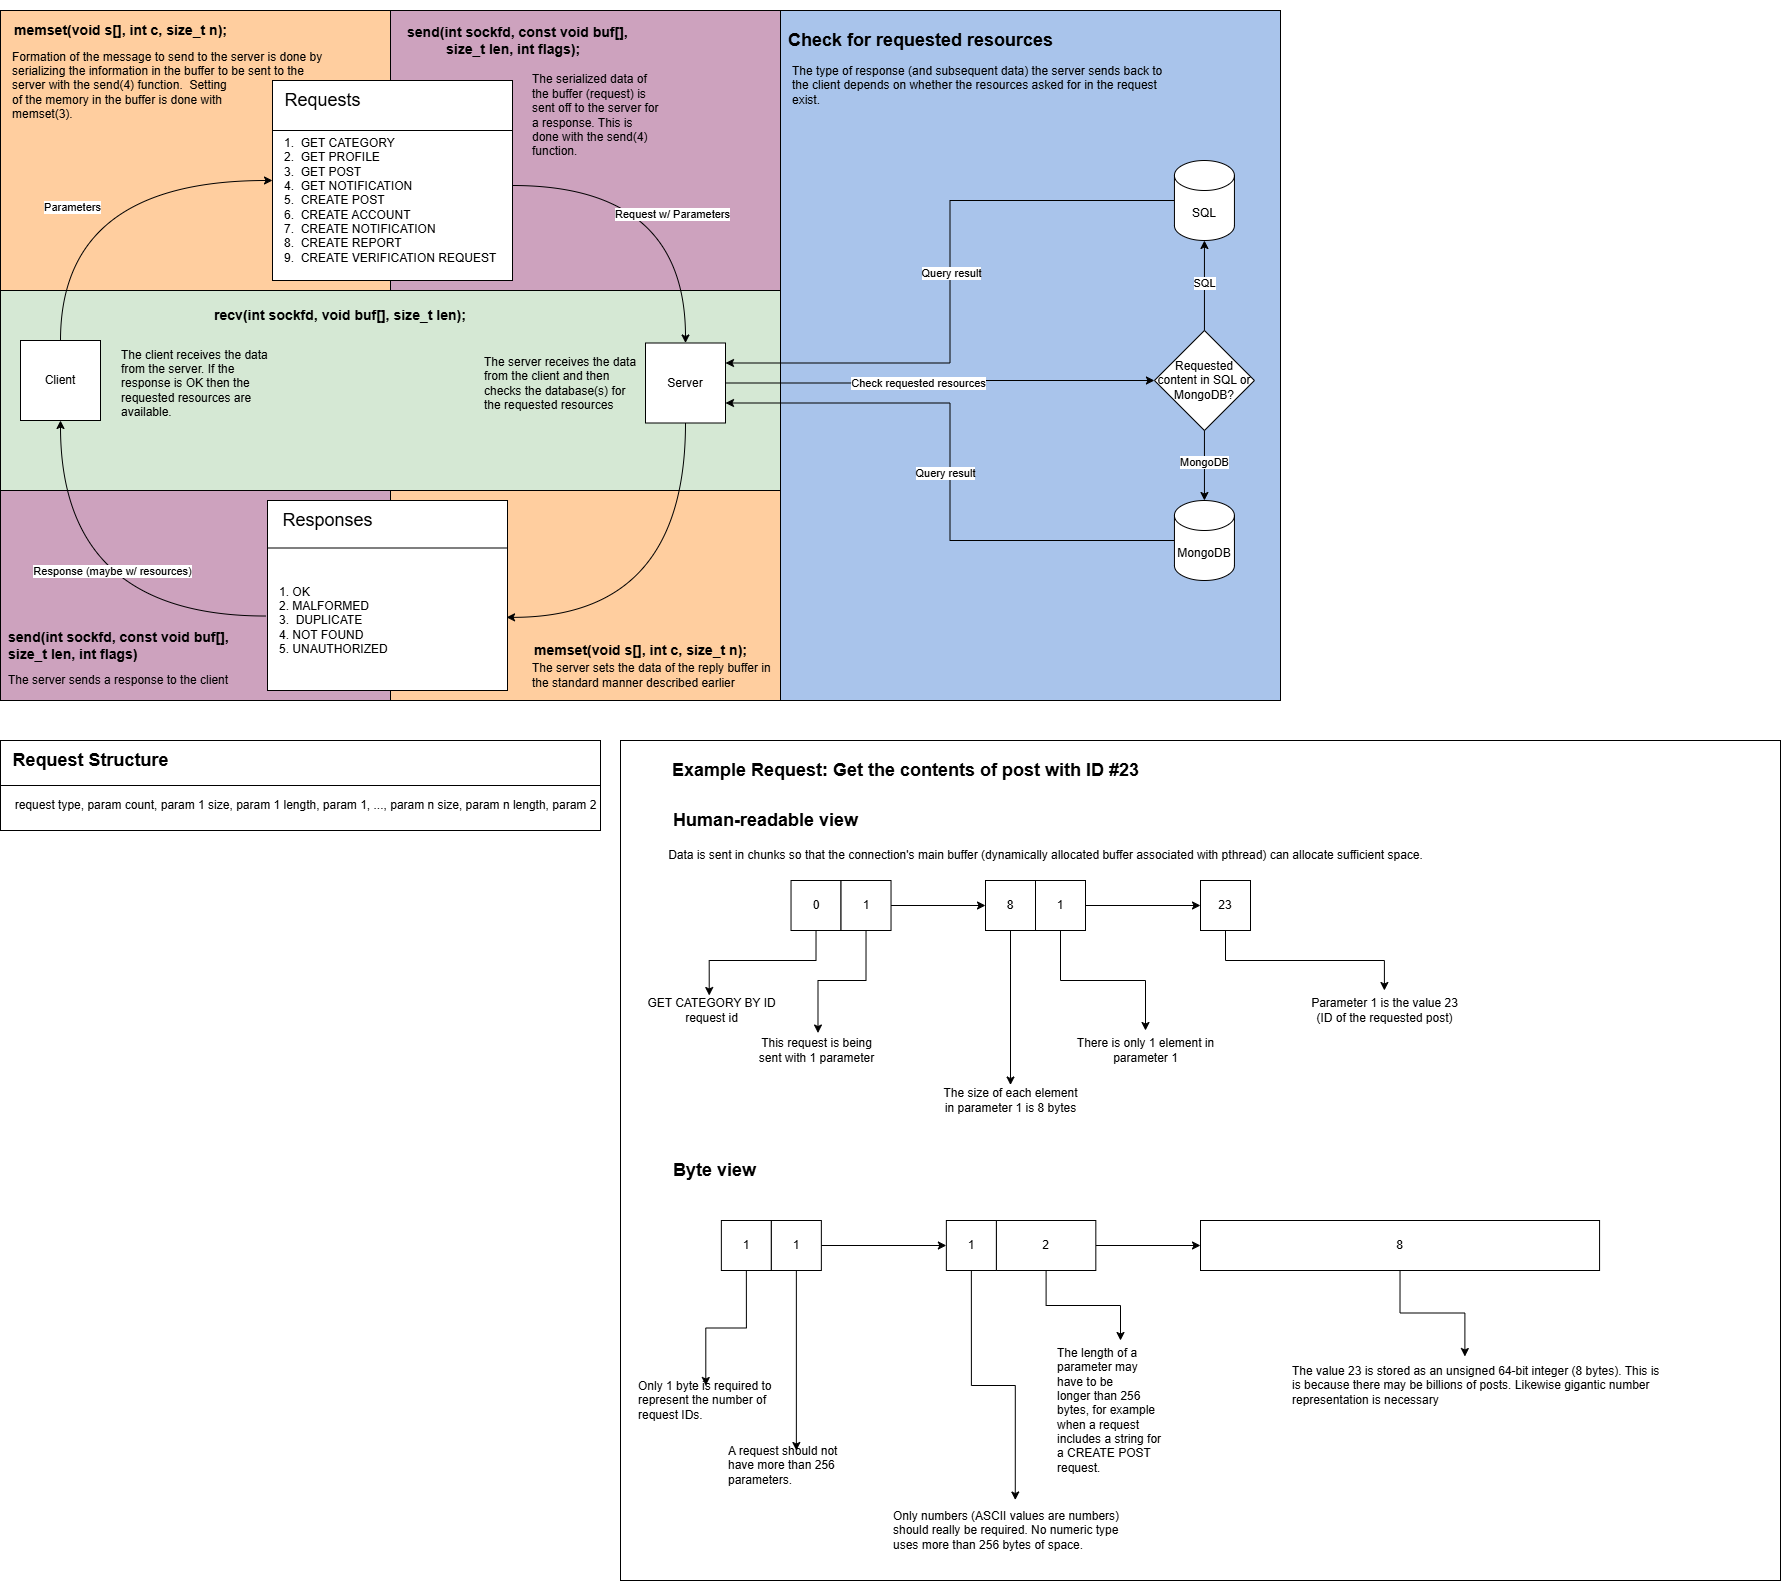 memset(void s[], int c, size_t n);
Formation of the message to send to the server is done by
serializing the information in the buffer to be sent to the
server with the send(4) function.  Setting
of the memory in the buffer is done with
memset(3).
send(int sockfd, const void buf[],
size_t len, int flags);
The serialized data of
the buffer (request) is
sent off to the server for
a response. This is
done with the send(4)
function.
Check for requested resources
The type of response (and subsequent data) the server sends back to
the client depends on whether the resources asked for in the request
exist.
Requests
1.  GET CATEGORY
2.  GET PROFILE
3.  GET POST
4.  GET NOTIFICATION
5.  CREATE POST
6.  CREATE ACCOUNT
7.  CREATE NOTIFICATION
8.  CREATE REPORT
9.  CREATE VERIFICATION REQUEST
Parameters
Request w/ Parameters
SQL
Query result
SQL
recv(int sockfd, void buf[], size_t len);
Client
The client receives the data
from the server. If the
response is OK then the
requested resources are
available.
The server receives the data
from the client and then
checks the database(s) for
the requested resources
Server
Check requested resources
Requested
content in SQL or
MongoDB?
Query result
MongoDB
MongoDB
Responses
1. OK
2. MALFORMED
3.  DUPLICATE
4. NOT FOUND
5. UNAUTHORIZED
Response (maybe w/ resources)
send(int sockfd, const void buf[],
size_t len, int flags)
The server sends a response to the client
memset(void s[], int c, size_t n);
The server sets the data of the reply buffer in
the standard manner described earlier
Request Structure
request type, param count, param 1 size, param 1 length, param 1, ..., param n size, param n length, param 2
Example Request: Get the contents of post with ID #23
Human-readable view
Data is sent in chunks so that the connection's main buffer (dynamically allocated buffer associated with pthread) can allocate sufficient space.
0
1
8
1
23
GET CATEGORY BY ID
request id
This request is being
sent with 1 parameter
The size of each element
in parameter 1 is 8 bytes
There is only 1 element in
parameter 1
Parameter 1 is the value 23
(ID of the requested post)
Byte view
1
1
1
2
8
Only 1 byte is required to
represent the number of
request IDs.
A request should not
have more than 256
parameters.
Only numbers (ASCII values are numbers)
should really be required. No numeric type
uses more than 256 bytes of space.
The length of a
parameter may
have to be
longer than 256
bytes, for example
when a request
includes a string for
a CREATE POST
request.
The value 23 is stored as an unsigned 64-bit integer (8 bytes). This is
is because there may be billions of posts. Likewise gigantic number
representation is necessary